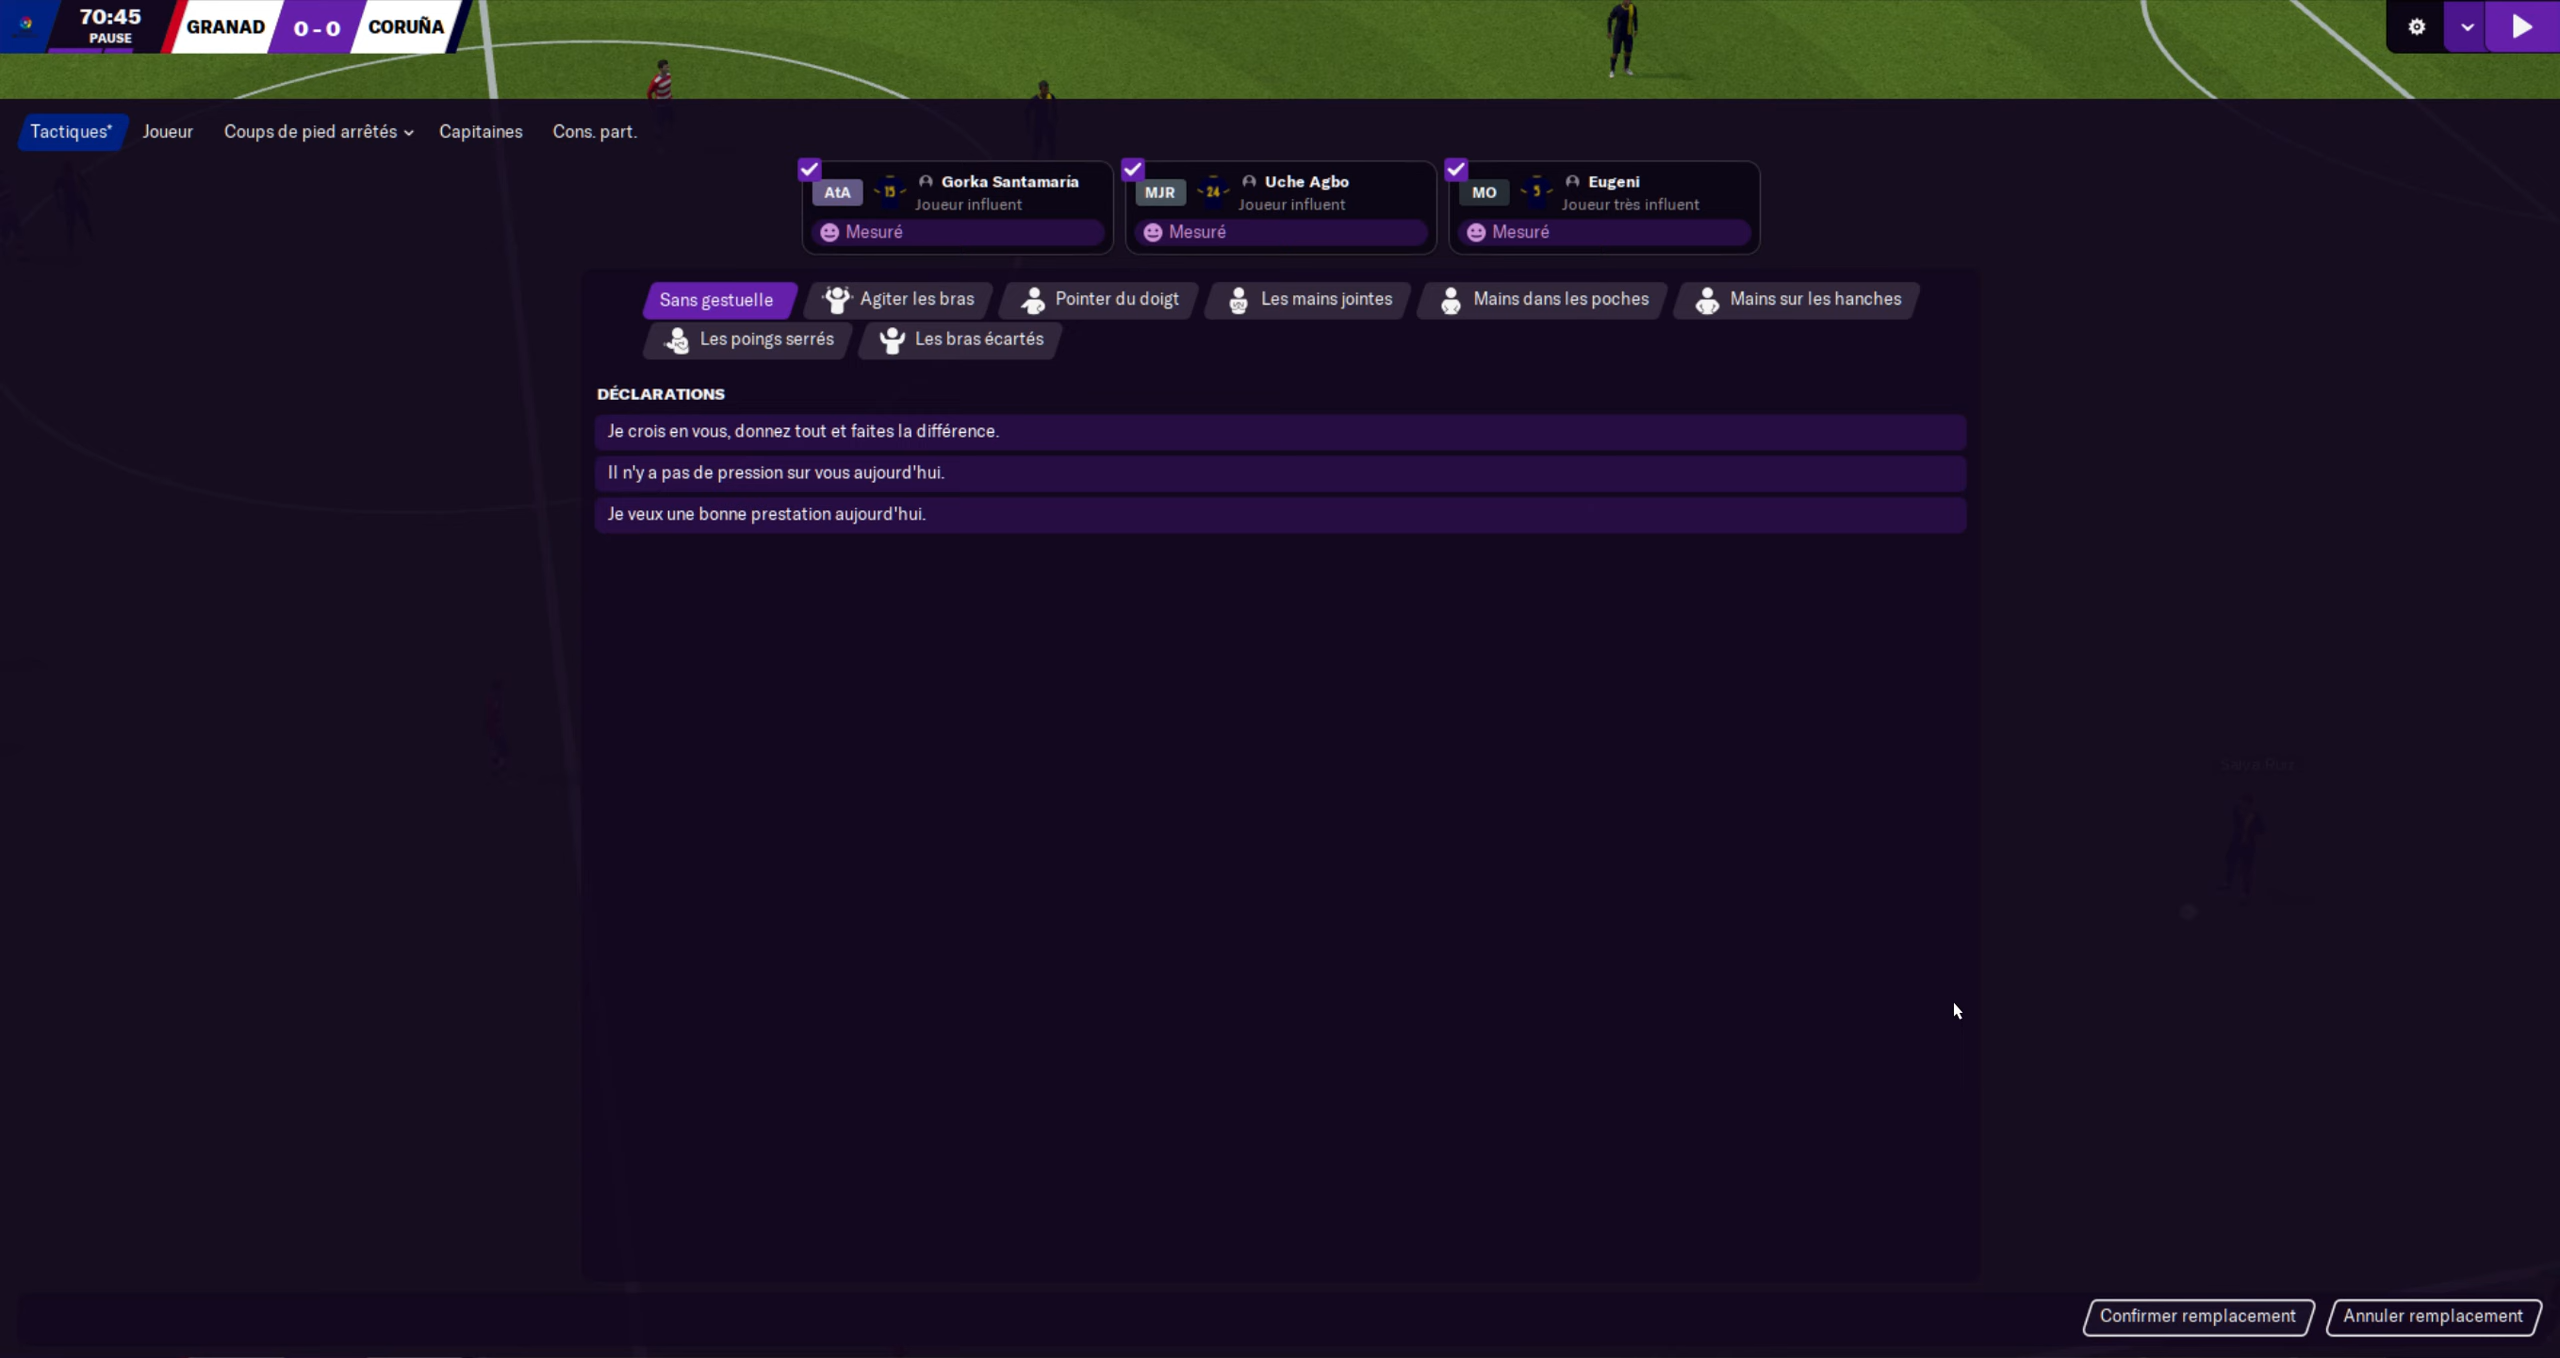 70:45
PAUSE
GRANAD
0 - 0
CORUÑA
Tactiques*
Joueur
Coups de pied arrêtés
Capitaines
Cons. part.
AtA
15
Gorka Santamaría
Joueur influent
Mesuré
MJR
24
Uche Agbo
Joueur influent
Mesuré
MO
5
Eugeni
Joueur très influent
Mesuré
Sans gestuelle
Agiter les bras
Pointer du doigt
Les mains jointes
Mains dans les poches
Mains sur les hanches
Les poings serrés
Les bras écartés
DÉCLARATIONS
Je crois en vous, donnez tout et faites la différence.
Il n'y a pas de pression sur vous aujourd'hui.
Je veux une bonne prestation aujourd'hui.
Confirmer remplacement
Annuler remplacement